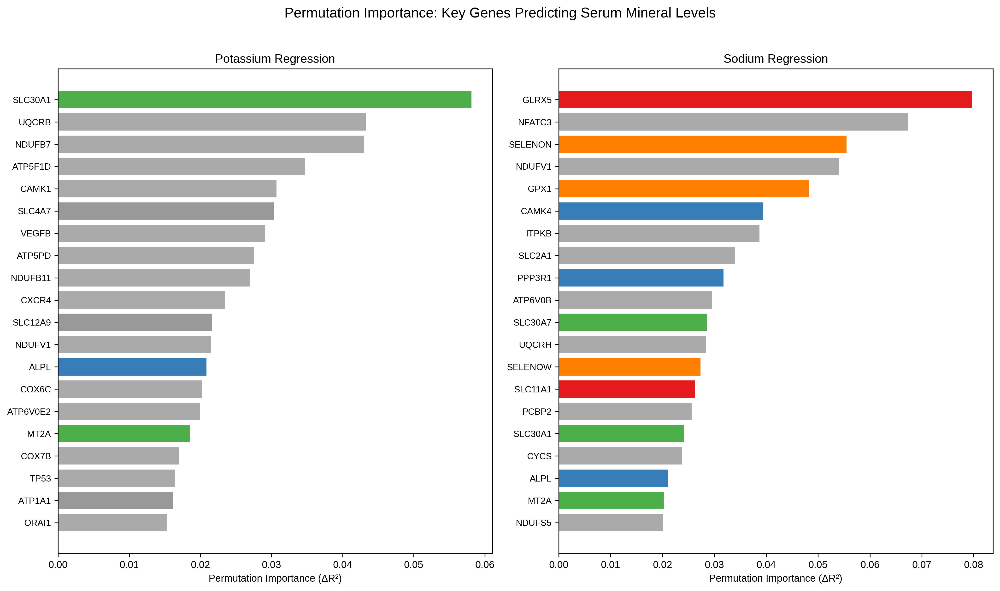 Permutation Importance: Key Genes Predicting Serum Mineral Levels
Potassium Regression
SLC30A1
UQCRB
NDUFB7
ATP5F1D
CAMK1
SLC4A7
VEGFB
ATP5PD
NDUFB11
CXCR4
SLC12A9
NDUFV1
ALPL
COX6C
ATP6V0E2
MT2A
COX7B
TP53
ATP1A1
ORAI1
0.00 0.01 0.02 0.03 0.04 0.05 0.06
Permutation Importance (ΔR²)
Sodium Regression
GLRX5
NFATC3
SELENON
NDUFV1
GPX1
CAMK4
ITPKB
SLC2A1
PPP3R1
ATP6V0B
SLC30A7
UQCRH
SELENOW
SLC11A1
PCBP2
SLC30A1
CYCS
ALPL
MT2A
NDUFS5
0.00 0.01 0.02 0.03 0.04 0.05 0.06 0.07 0.08
Permutation Importance (ΔR²)